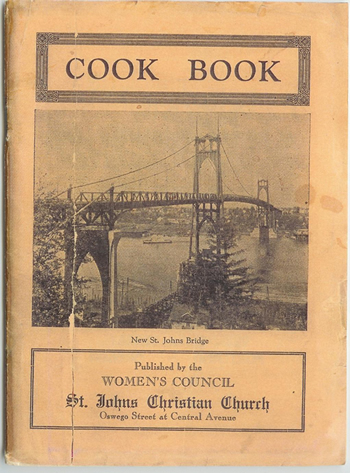 COOK BOOK
New St. Johns Bridge
Published by the
WOMEN'S COUNCIL
St. Johns Christian Church
Oswego Street at Central Avenue